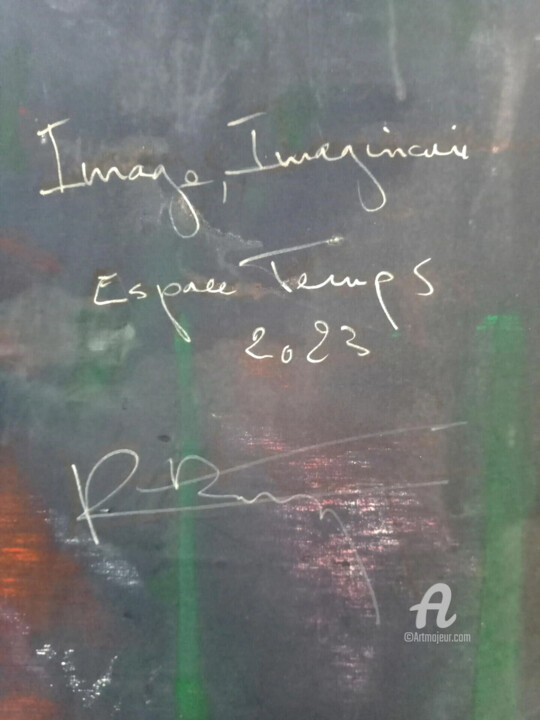 Image, Imaginaire
Espace Temps
2023
A
©Artmajeur.com